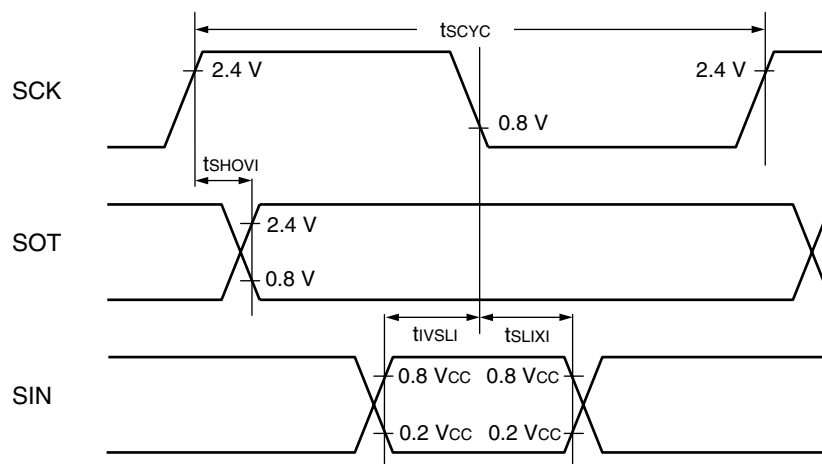 tSCYC
SCK
2.4 V
2.4 V
0.8 V
tSHOVI
SOT
2.4 V
0.8 V
tIVSLI
tSLIXI
SIN
0.8 VCC
0.8 VCC
0.2 VCC
0.2 VCC